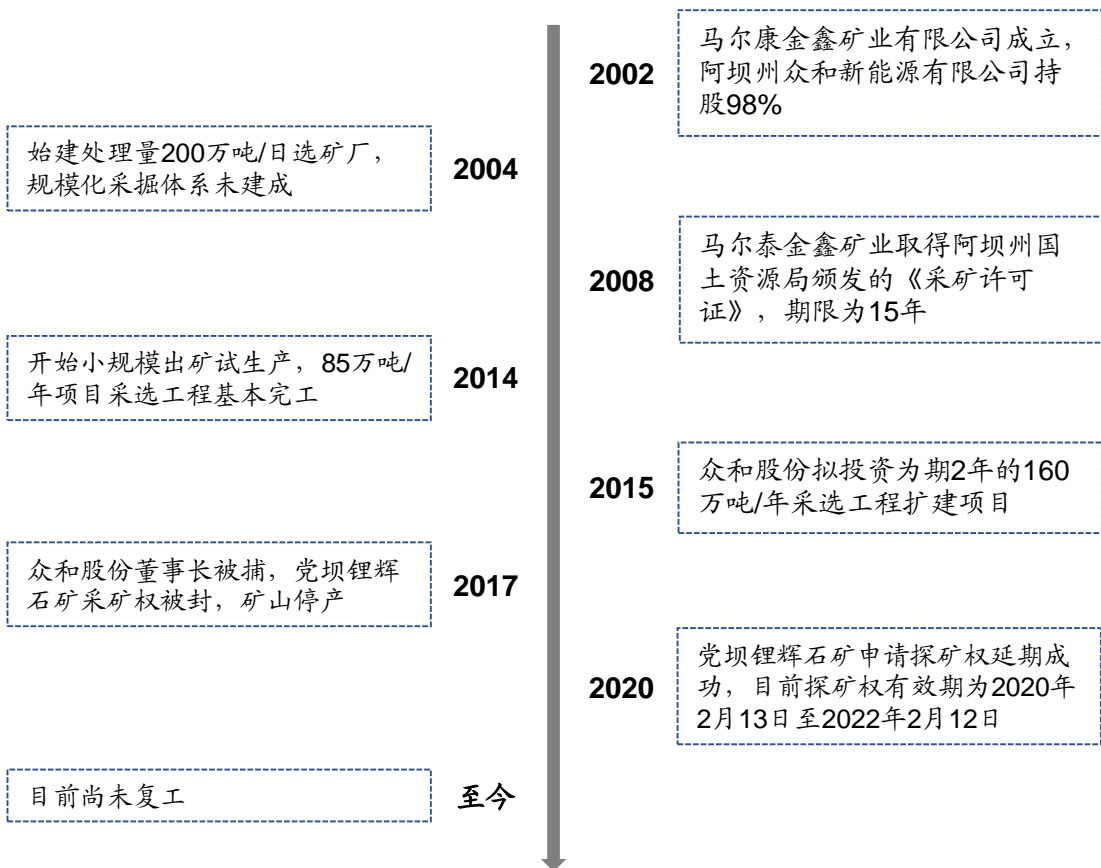 2002
马尔康金鑫矿业有限公司成立，
阿坝州众和新能源有限公司持
股98%
始建处理量200万吨/日选矿厂，
规模化采掘体系未建成
2004
2008
马尔泰金鑫矿业取得阿坝州国
土资源局颁发的《采矿许可
证》，期限为15年
开始小规模出矿试生产，85万吨/
年项目采选工程基本完工
2014
2015
众和股份拟投资为期2年的160
万吨/年采选工程扩建项目
众和股份董事长被捕，党坝锂辉
石矿采矿权被封，矿山停产
2017
2020
党坝锂辉石矿申请探矿权延期成
功，目前探矿权有效期为2020年
2月13日至2022年2月12日
目前尚未复工
至今